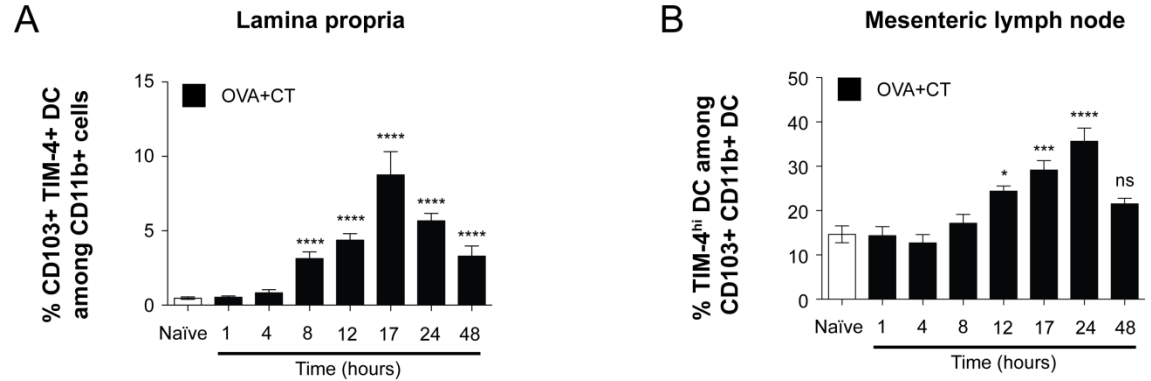 A
Lamina propria
% CD103+ TIM-4+ DC
among CD11b+ cells
15
10
5
0
OVA+CT
****
****
****
****
****
Naïve 1 4 8 12 17 24 48
Time (hours)
B
Mesenteric lymph node
% TIM-4hi DC among
CD103+ CD11b+ DC
50
40
30
20
10
0
OVA+CT
*
***
****
ns
Naïve 1 4 8 12 17 24 48
Time (hours)